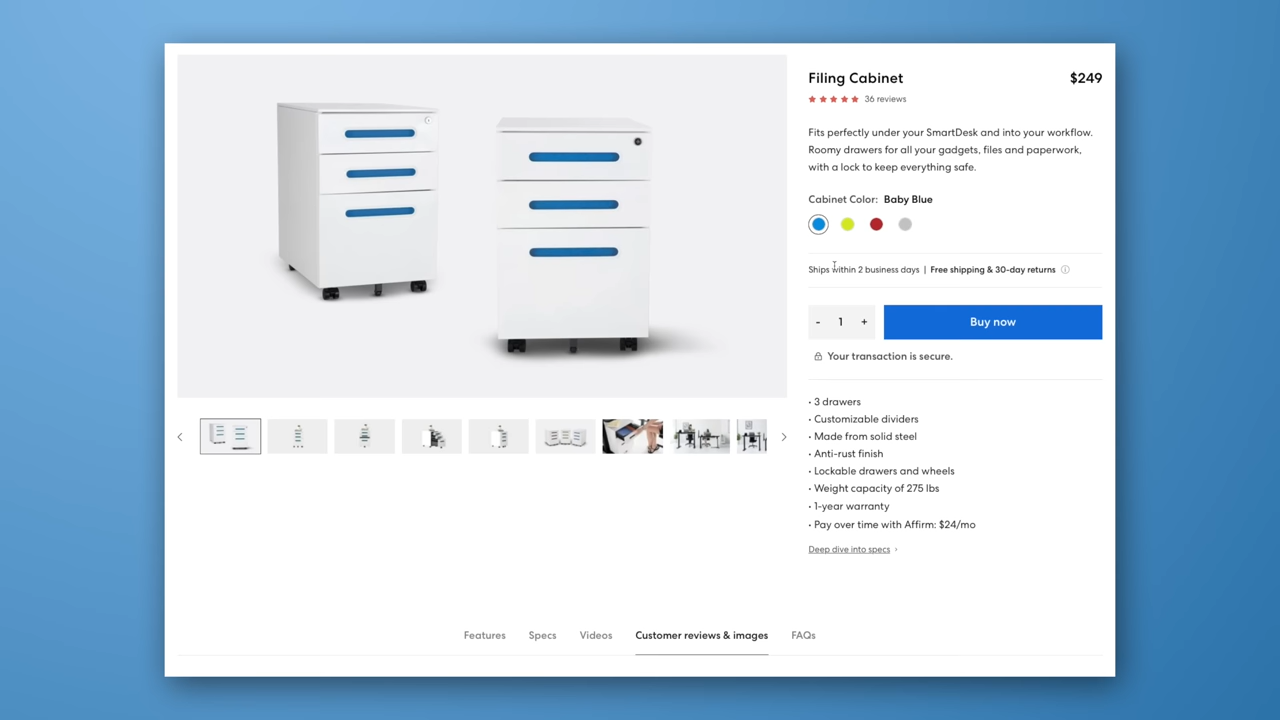 Filing Cabinet
$249
36 reviews
Fits perfectly under your SmartDesk and into your workflow.
Roomy drawers for all your gadgets, files and paperwork,
with a lock to keep everything safe.
Cabinet Color: Baby Blue
Ships within 2 business days | Free shipping & 30-day returns
- 1 +
Buy now
Your transaction is secure.
• 3 drawers
• Customizable dividers
• Made from solid steel
• Anti-rust finish
• Lockable drawers and wheels
• Weight capacity of 275 lbs
• 1-year warranty
• Pay over time with Affirm: $24/mo
Deep dive into specs ›
Features Specs Videos Customer reviews & images FAQs